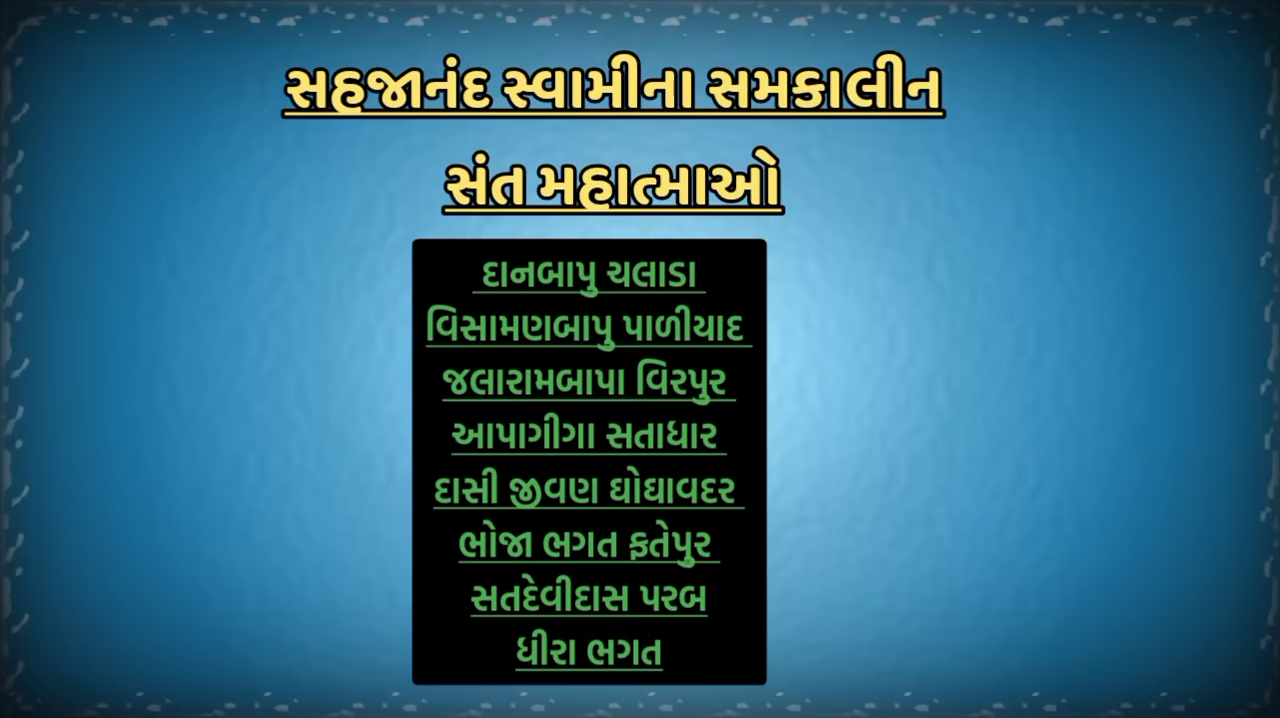 સહજાનંદ સ્વામીના સમકાલીન
સંત મહાત્માઓ
દાનબાપુ ચલાડા
વિસામણબાપુ પાળીયાદ
જલારામબાપા વિરપુર
આપાગીગા સતાધાર
દાસી જીવણ ઘોઘાવદર
ભોજા ભગત ફતેપુર
સતદેવીદાસ પરબ
ધીરા ભગત